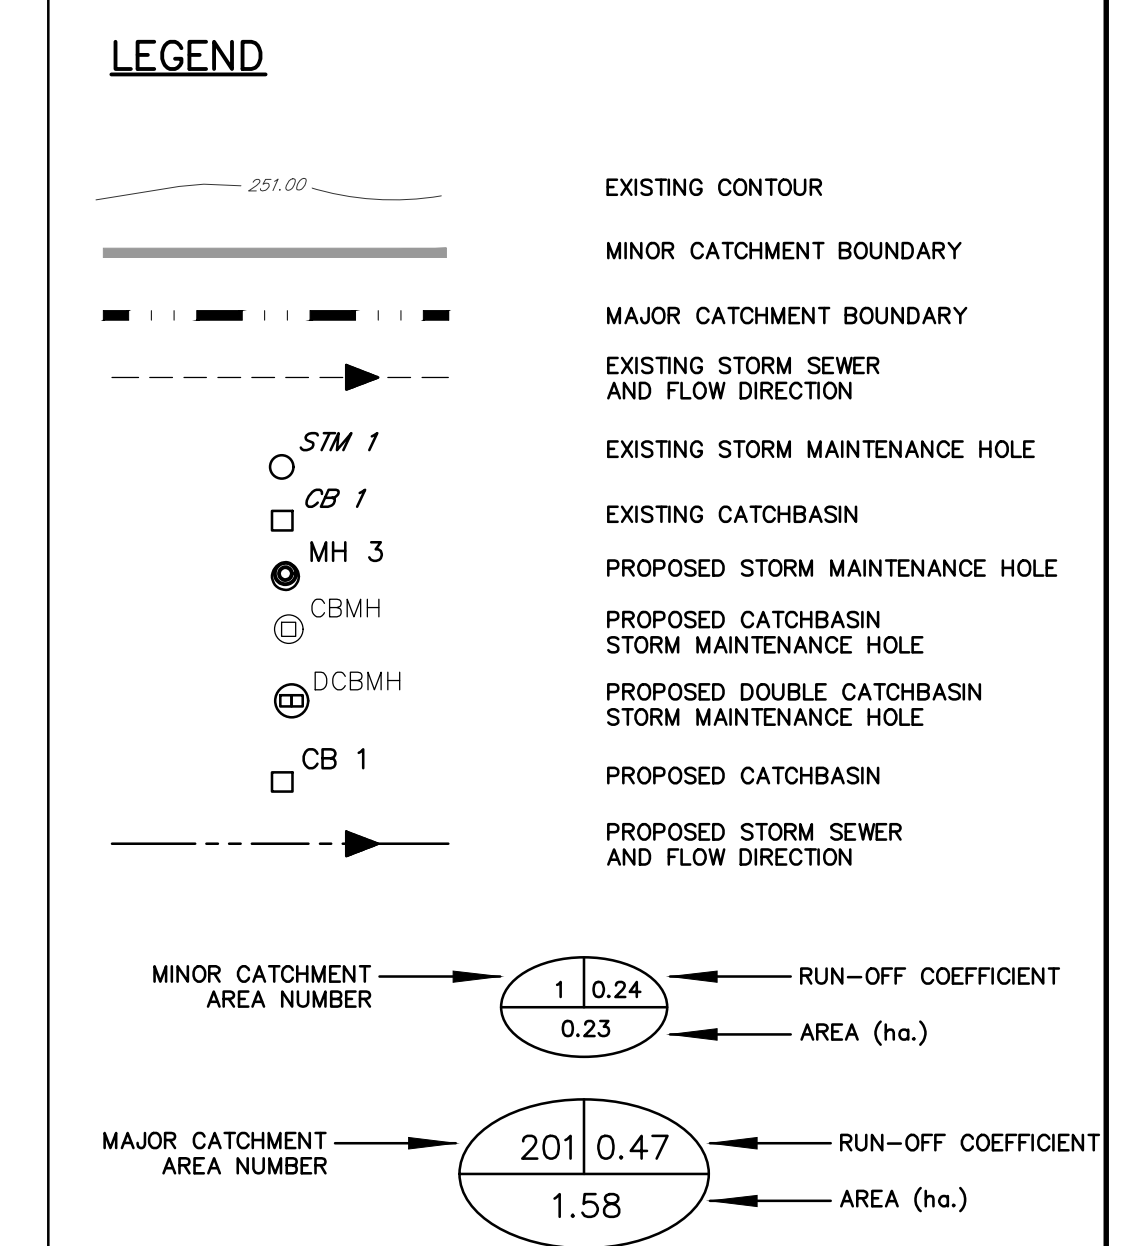 LEGEND
251.00
EXISTING CONTOUR
MINOR CATCHMENT BOUNDARY
MAJOR CATCHMENT BOUNDARY
EXISTING STORM SEWER
AND FLOW DIRECTION
STM 1
EXISTING STORM MAINTENANCE HOLE
CB 1
EXISTING CATCHBASIN
MH 3
PROPOSED STORM MAINTENANCE HOLE
CBMH
PROPOSED CATCHBASIN
STORM MAINTENANCE HOLE
DCBMH
PROPOSED DOUBLE CATCHBASIN
STORM MAINTENANCE HOLE
CB 1
PROPOSED CATCHBASIN
PROPOSED STORM SEWER
AND FLOW DIRECTION
MINOR CATCHMENT
AREA NUMBER
1 0.24
0.23
RUN-OFF COEFFICIENT
AREA (ha.)
MAJOR CATCHMENT
AREA NUMBER
201 0.47
1.58
RUN-OFF COEFFICIENT
AREA (ha.)